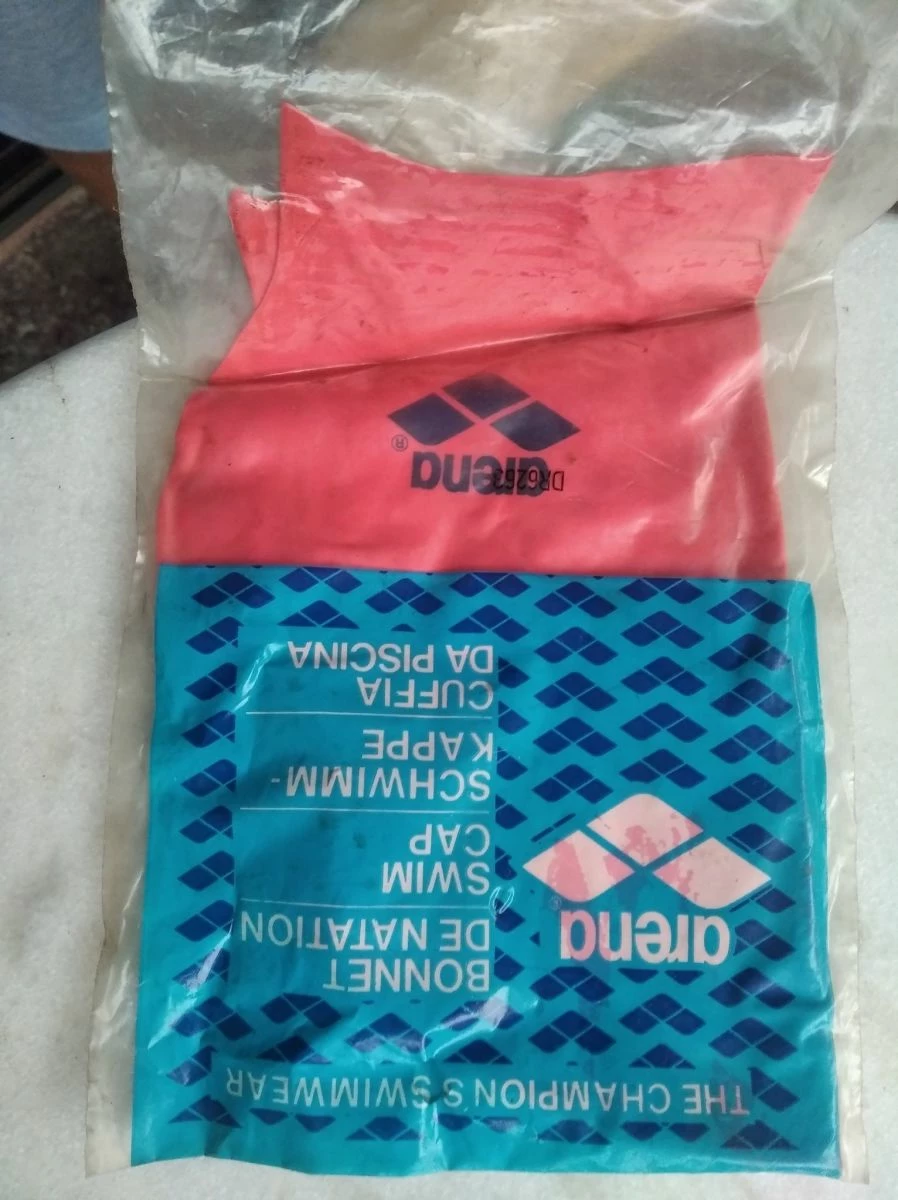 THE CHAMPION S SWIMWEAR
arena®
BONNET
DE NATATION
SWIM
CAP
SCHWIMM-
KAPPE
CUFFIA
DA PISCINA
DR6263
arena®